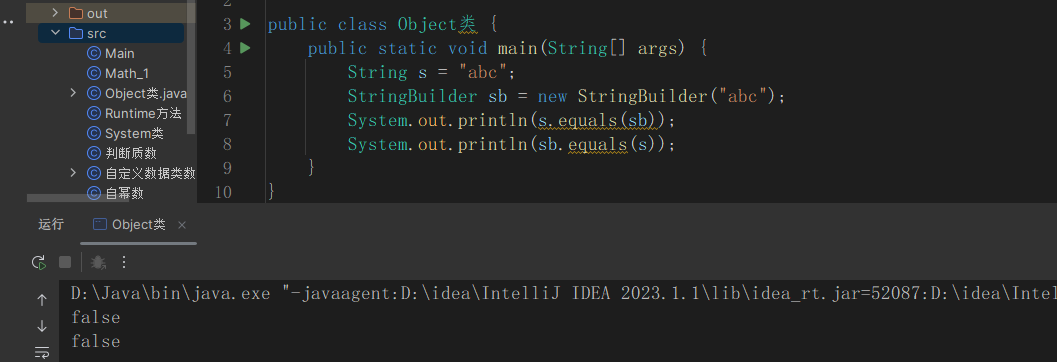 out
src
Main
Math_1
Object类.java
Runtime方法
System类
判断质数
自定义数据类数
自幂数
3 public class Object类 {
4 public static void main(String[] args) {
5 String s = "abc";
6 StringBuilder sb = new StringBuilder("abc");
7 System.out.println(s.equals(sb));
8 System.out.println(sb.equals(s));
9 }
10 }
运行 Object类 ×
D:\Java\bin\java.exe "-javaagent:D:\idea\IntelliJ IDEA 2023.1.1\lib\idea_rt.jar=52087:D:\idea\Intel
false
false